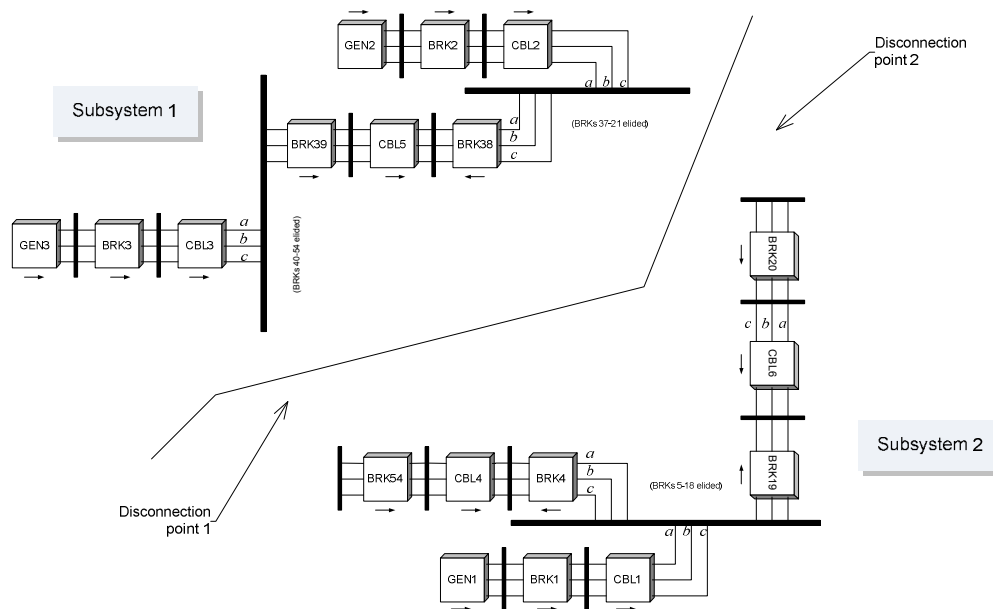 GEN2 BRK2 CBL2
a b c
Disconnection
point 2
Subsystem 1
(BRKs 37-21 elided)
BRK39 CBL5 BRK38
a
b
c
GEN3 BRK3 CBL3
a
b
c
(BRKs 40-54 elided)
BRK20
c b a
CBL6
BRK19
Subsystem 2
BRK54 CBL4 BRK4
a
b
c
(BRKs 5-18 elided)
Disconnection
point 1
a b c
GEN1 BRK1 CBL1